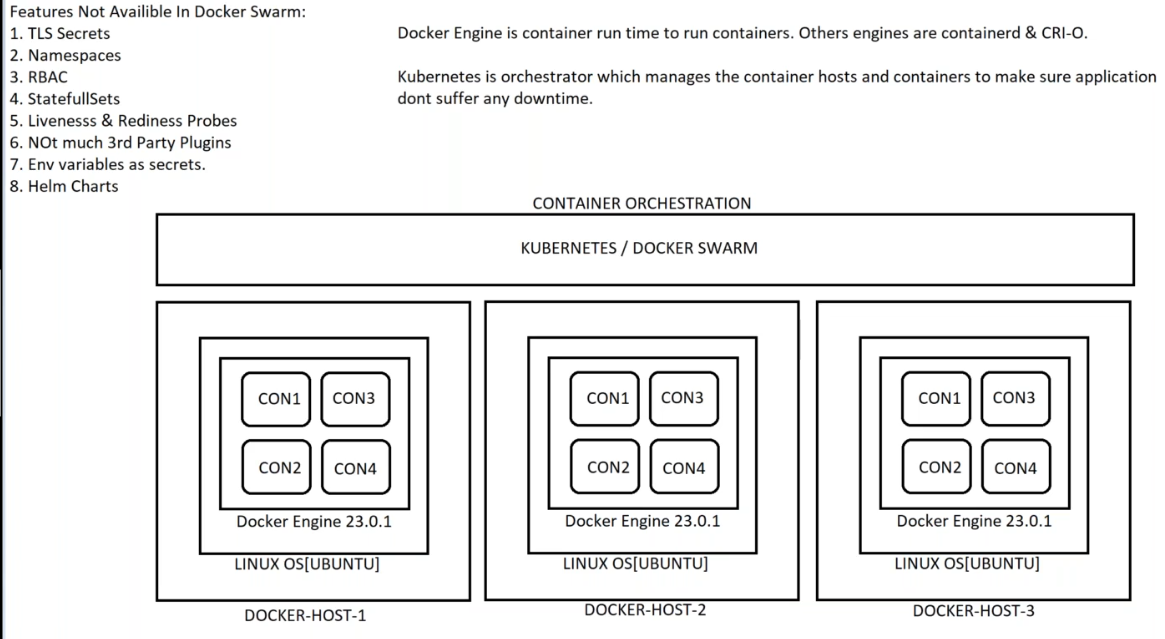 Features Not Availible In Docker Swarm:
1. TLS Secrets
2. Namespaces
3. RBAC
4. StatefullSets
5. Livenesss & Rediness Probes
6. NOt much 3rd Party Plugins
7. Env variables as secrets.
8. Helm Charts
Docker Engine is container run time to run containers. Others engines are containerd & CRI-O.
Kubernetes is orchestrator which manages the container hosts and containers to make sure application
dont suffer any downtime.
CONTAINER ORCHESTRATION
KUBERNETES / DOCKER SWARM
CON1 CON3
CON2 CON4
Docker Engine 23.0.1
LINUX OS[UBUNTU]
DOCKER-HOST-1
CON1 CON3
CON2 CON4
Docker Engine 23.0.1
LINUX OS[UBUNTU]
DOCKER-HOST-2
CON1 CON3
CON2 CON4
Docker Engine 23.0.1
LINUX OS[UBUNTU]
DOCKER-HOST-3